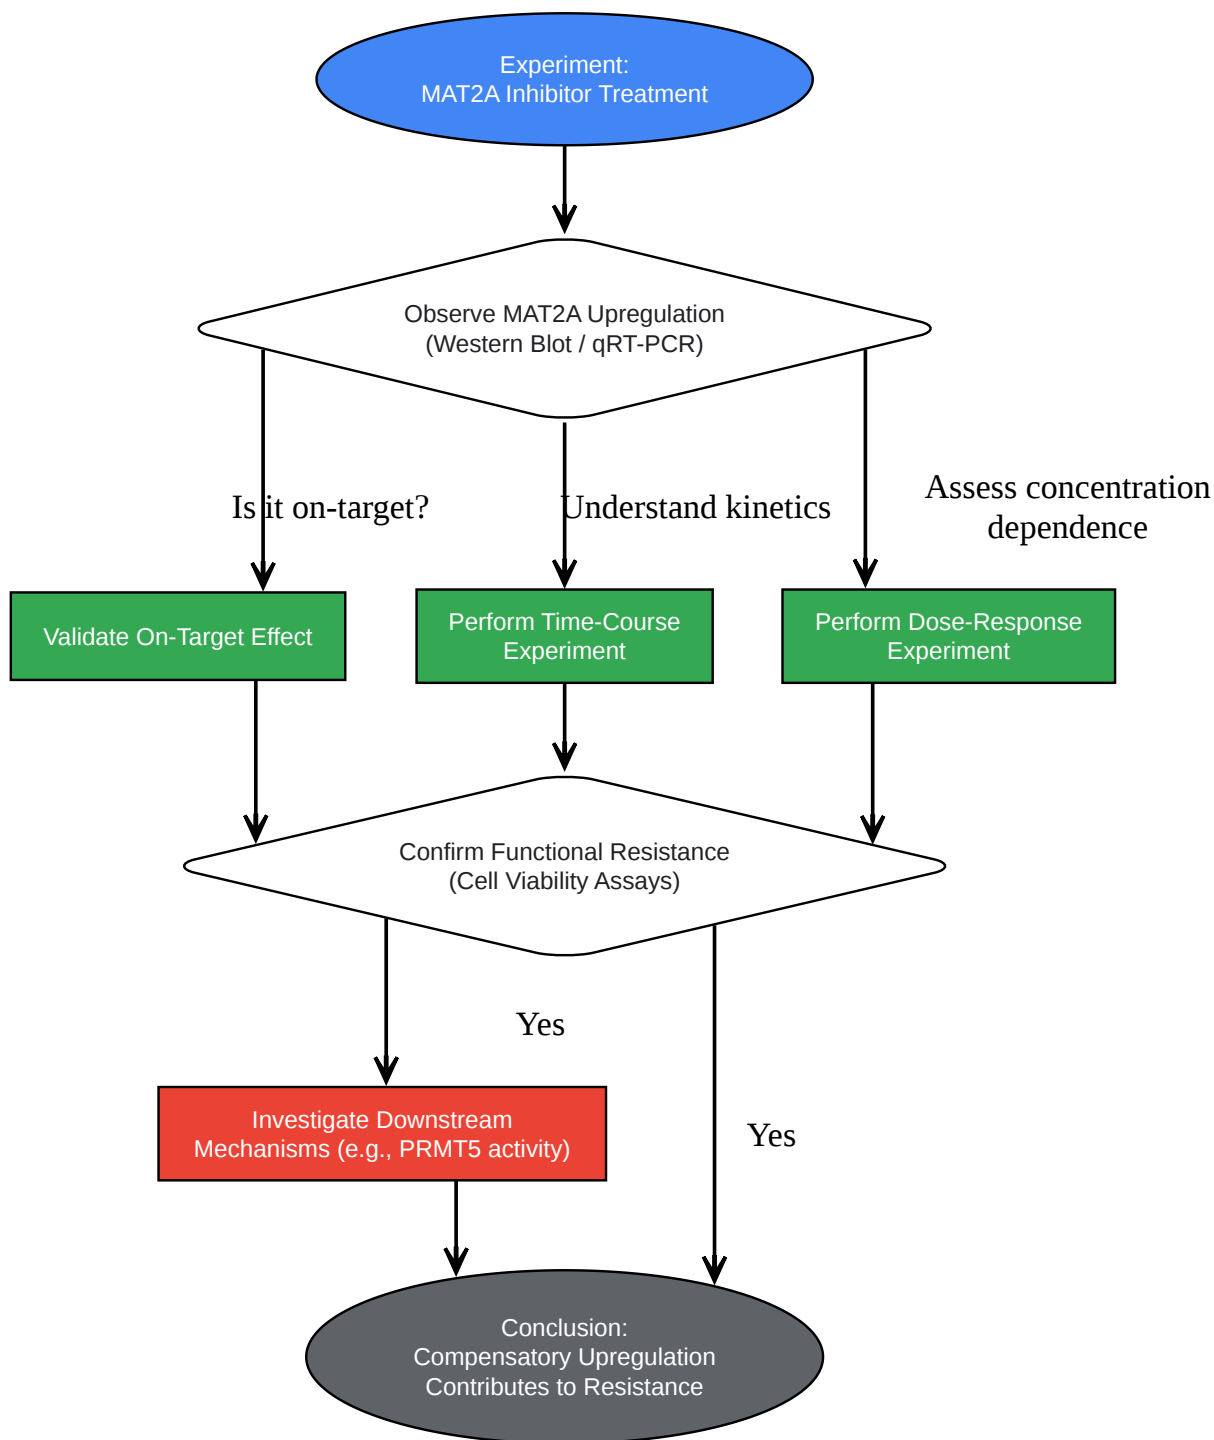 Experiment:
MAT2A Inhibitor Treatment
Observe MAT2A Upregulation
(Western Blot / qRT-PCR)
Is it on-target?
Understand kinetics
Assess concentration
dependence
Validate On-Target Effect
Perform Time-Course
Experiment
Perform Dose-Response
Experiment
Confirm Functional Resistance
(Cell Viability Assays)
Yes
Investigate Downstream
Mechanisms (e.g., PRMT5 activity)
Yes
Conclusion:
Compensatory Upregulation
Contributes to Resistance